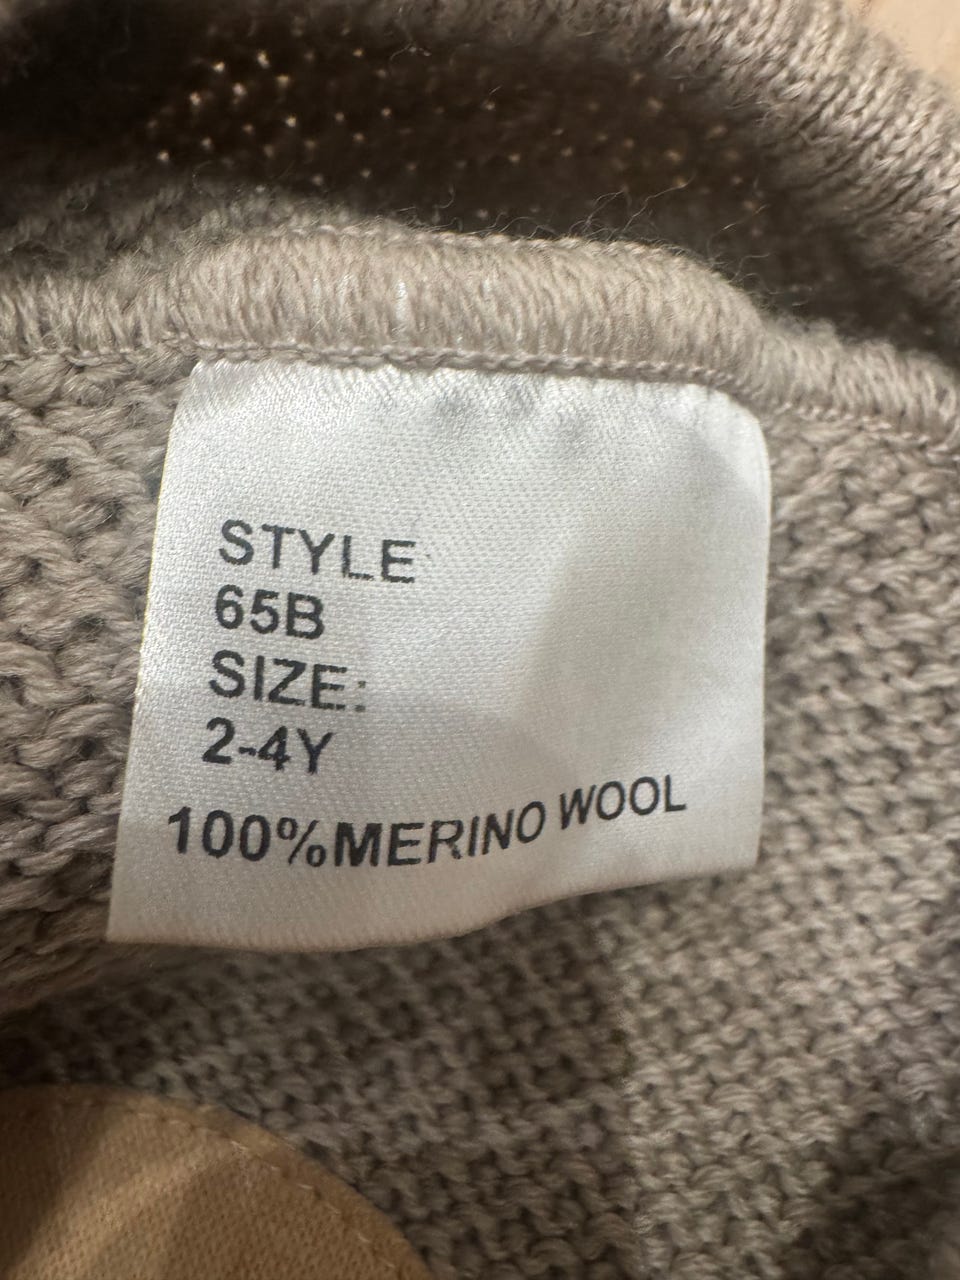 STYLE
65B
SIZE:
2-4Y
100%MERINO WOOL